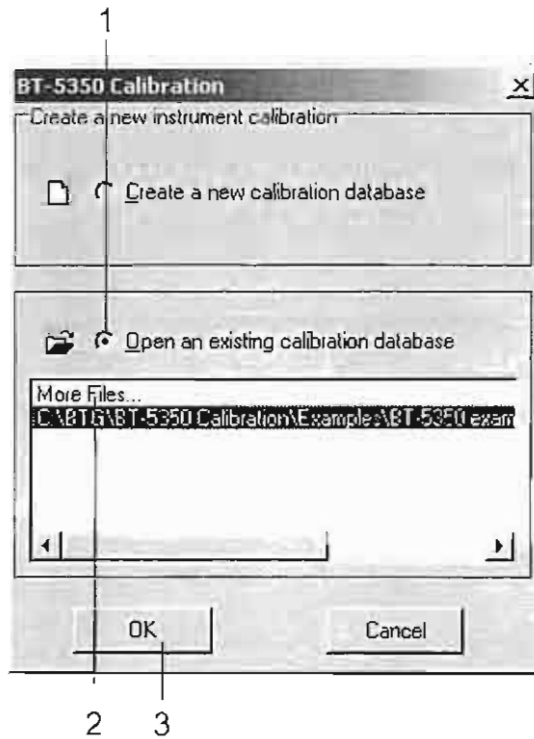 1
BT-5350 Calibration
Create a new instrument calibration
Create a new calibration database
Open an existing calibration database
More Files...
C:\BTG\BT-5350 Calibration\Examples\BT-5350 exam
OK
Cancel
2 3